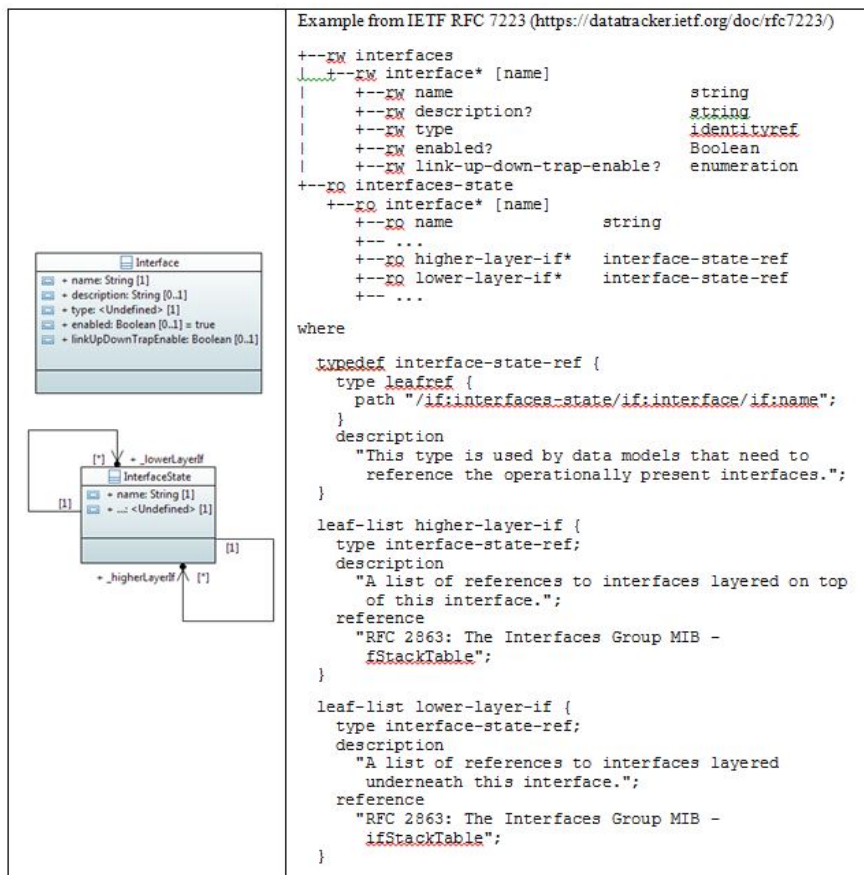 Interface
+ name: String [1]
+ description: String [0..1]
+ type: <Undefined> [1]
+ enabled: Boolean [0..1] = true
+ linkUpDownTrapEnable: Boolean [0..1]
[*]
+ _lowerLayerIf
InterfaceState
+ name: String [1]
+ ...: <Undefined> [1]
[1]
[1]
+ _higherLayerIf
[*]
Example from IETF RFC 7223 (https://datatracker.ietf.org/doc/rfc7223/)
+--rw interfaces
|  +--rw interface* [name]
|     +--rw name                        string
|     +--rw description?                string
|     +--rw type                        identityref
|     +--rw enabled?                    Boolean
|     +--rw link-up-down-trap-enable?   enumeration
+--ro interfaces-state
   +--ro interface* [name]
      +--ro name               string
      +-- ...
      +--ro higher-layer-if*   interface-state-ref
      +--ro lower-layer-if*    interface-state-ref
      +-- ...
where
  typedef interface-state-ref {
    type leafref {
      path "/if:interfaces-state/if:interface/if:name";
    }
    description
      "This type is used by data models that need to
       reference the operationally present interfaces.";
  }
  leaf-list higher-layer-if {
    type interface-state-ref;
    description
      "A list of references to interfaces layered on top
       of this interface.";
    reference
      "RFC 2863: The Interfaces Group MIB -
       fStackTable";
  }
  leaf-list lower-layer-if {
    type interface-state-ref;
    description
      "A list of references to interfaces layered
       underneath this interface.";
    reference
      "RFC 2863: The Interfaces Group MIB -
       ifStackTable";
  }